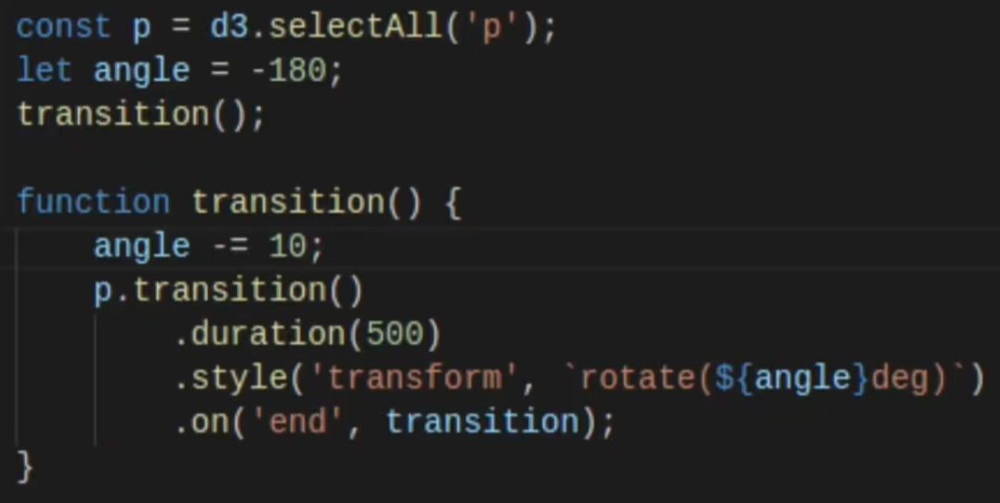 const p = d3.selectAll('p');
let angle = -180;
transition();

function transition() {
    angle -= 10;
    p.transition()
        .duration(500)
        .style('transform', `rotate(${angle}deg)`)
        .on('end', transition);
}